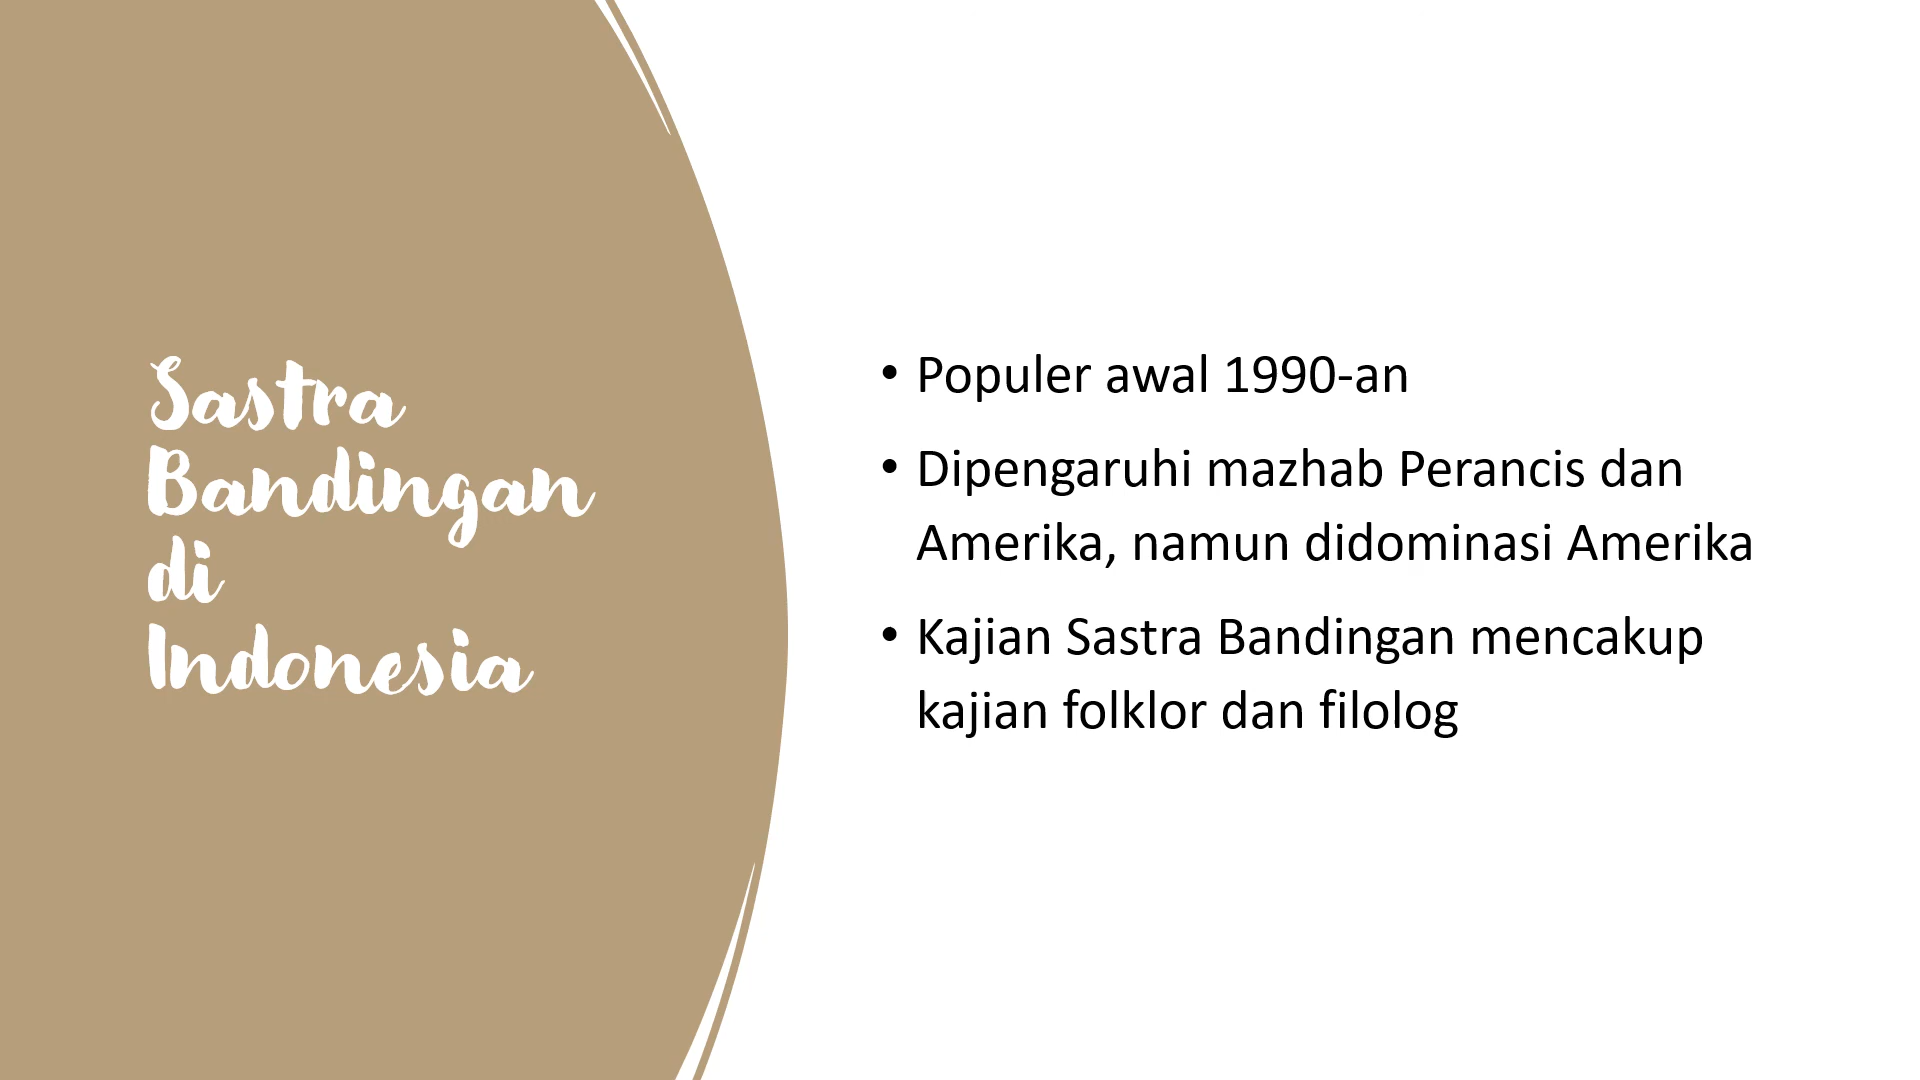 Sastra
Bandingan
di
Indonesia
• Populer awal 1990-an
• Dipengaruhi mazhab Perancis dan
Amerika, namun didominasi Amerika
• Kajian Sastra Bandingan mencakup
kajian folklor dan filolog